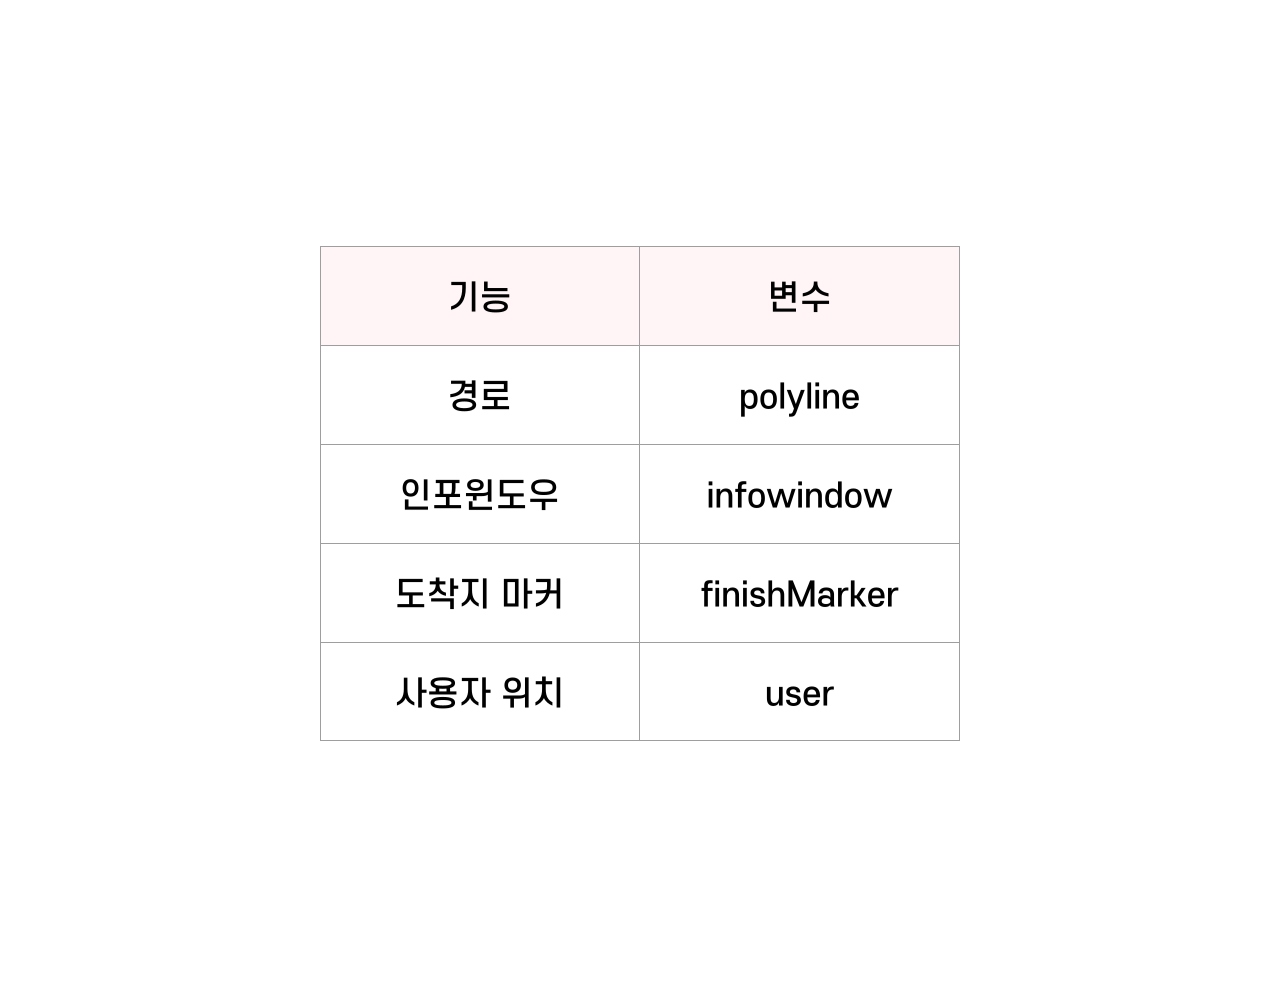 기능 변수
경로 polyline
인포윈도우 infowindow
도착지 마커 finishMarker
사용자 위치 user